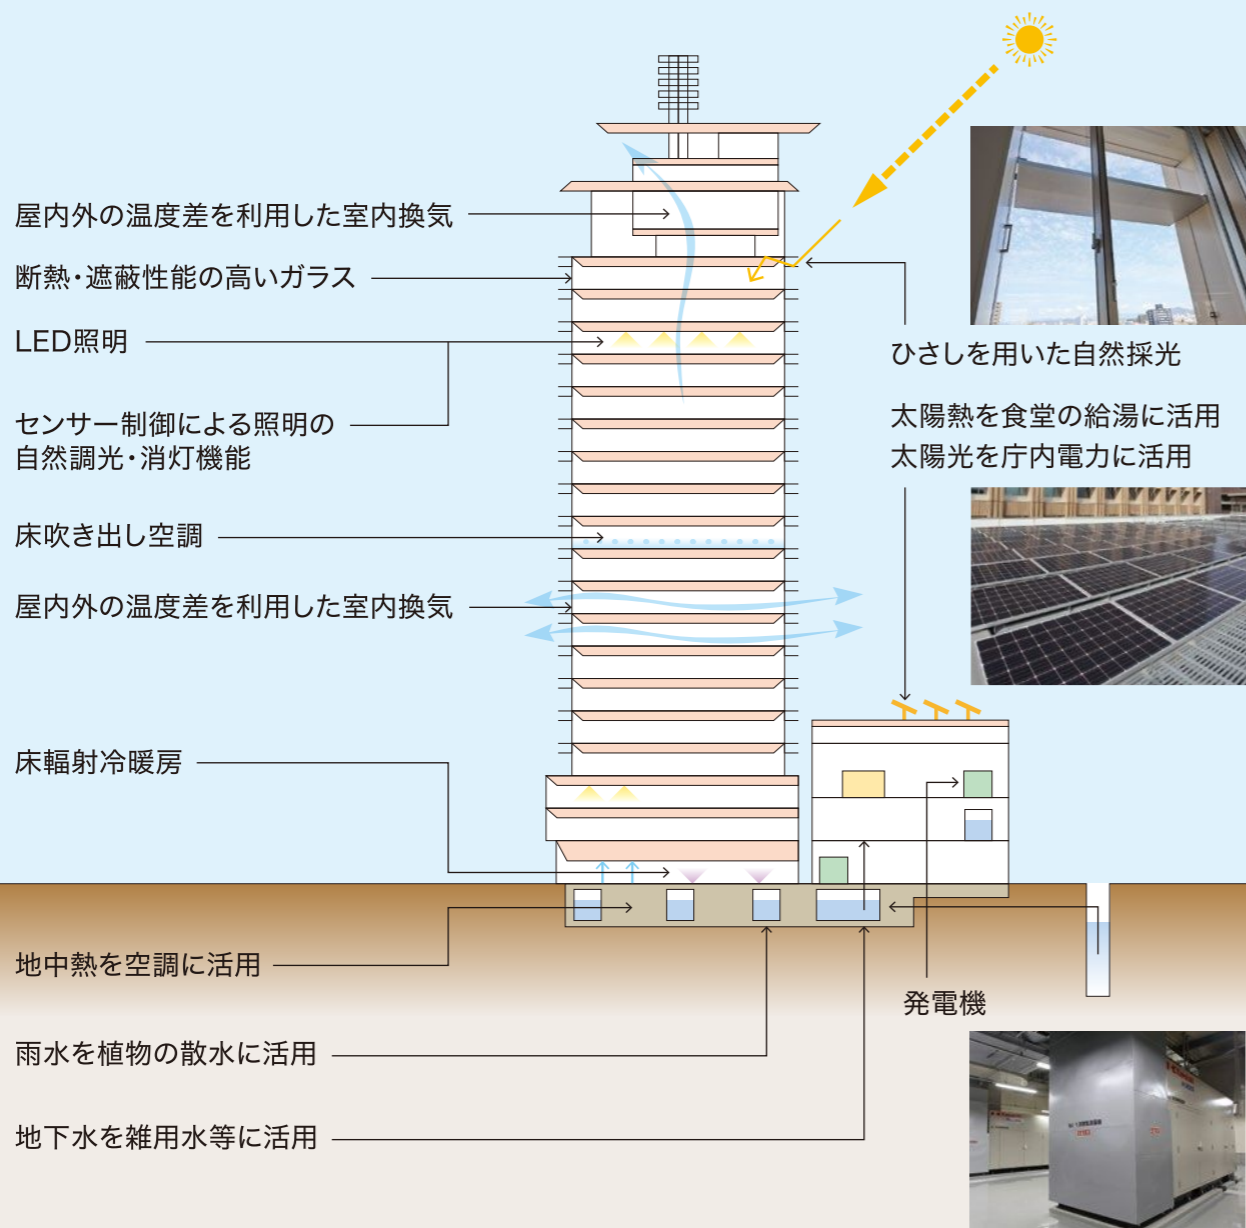 屋内外の温度差を利用した室内換気
断熱・遮蔽性能の高いガラス
LED照明
センサー制御による照明の
自然調光・消灯機能
床吹き出し空調
屋内外の温度差を利用した室内換気
床輻射冷暖房
地中熱を空調に活用
雨水を植物の散水に活用
地下水を雑用水等に活用
ひさしを用いた自然採光
太陽熱を食堂の給湯に活用
太陽光を庁内電力に活用
発電機